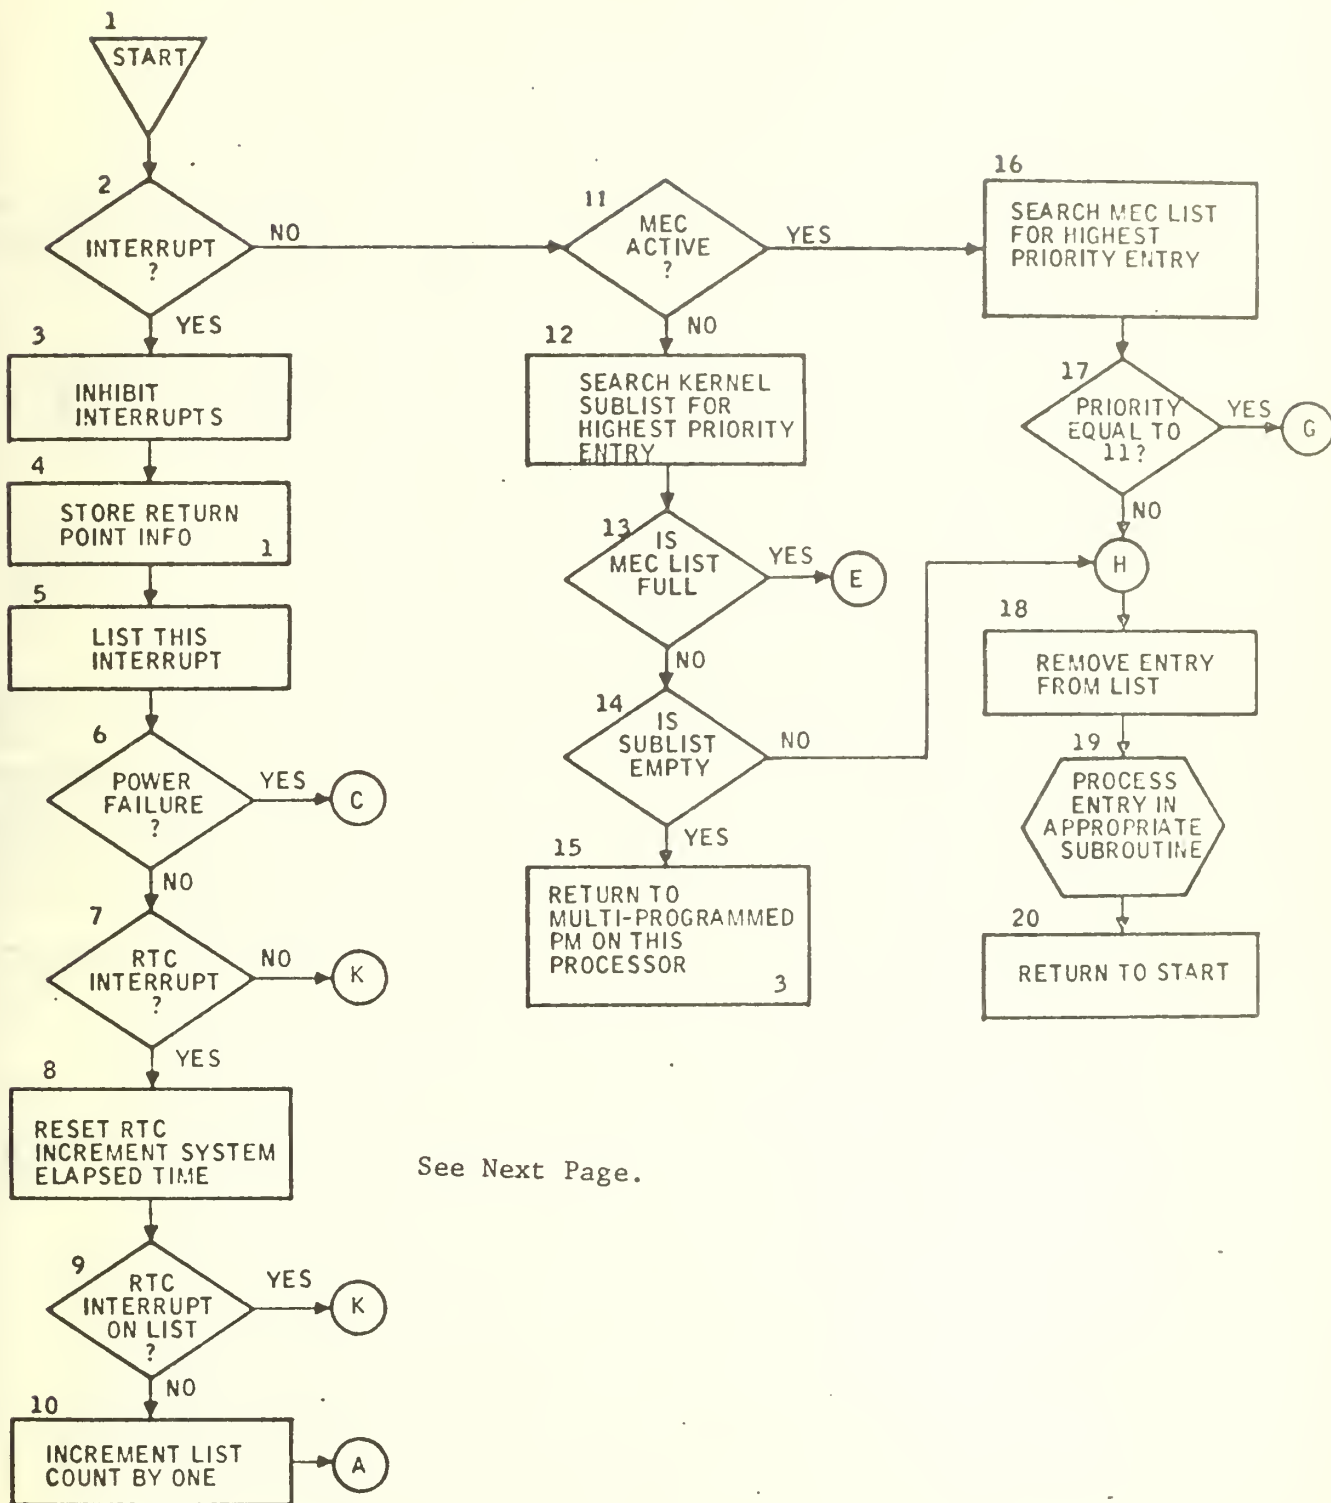 1
START
2
INTERRUPT
?
NO
YES
3
INHIBIT
INTERRUPTS
4
STORE RETURN
POINT INFO
1
5
LIST THIS
INTERRUPT
6
POWER
FAILURE
?
YES
C
NO
7
RTC
INTERRUPT
?
NO
K
YES
8
RESET RTC
INCREMENT SYSTEM
ELAPSED TIME
9
RTC
INTERRUPT
ON LIST
?
YES
K
NO
10
INCREMENT LIST
COUNT BY ONE
A
11
MEC
ACTIVE
?
YES
NO
12
SEARCH KERNEL
SUBLIST FOR
HIGHEST PRIORITY
ENTRY
13
IS
MEC LIST
FULL
YES
E
NO
14
IS
SUBLIST
EMPTY
NO
YES
15
RETURN TO
MULTI-PROGRAMMED
PM ON THIS
PROCESSOR
3
16
SEARCH MEC LIST
FOR HIGHEST
PRIORITY ENTRY
17
PRIORITY
EQUAL TO
11?
YES
G
NO
H
18
REMOVE ENTRY
FROM LIST
19
PROCESS
ENTRY IN
APPROPRIATE
SUBROUTINE
20
RETURN TO START
See Next Page.